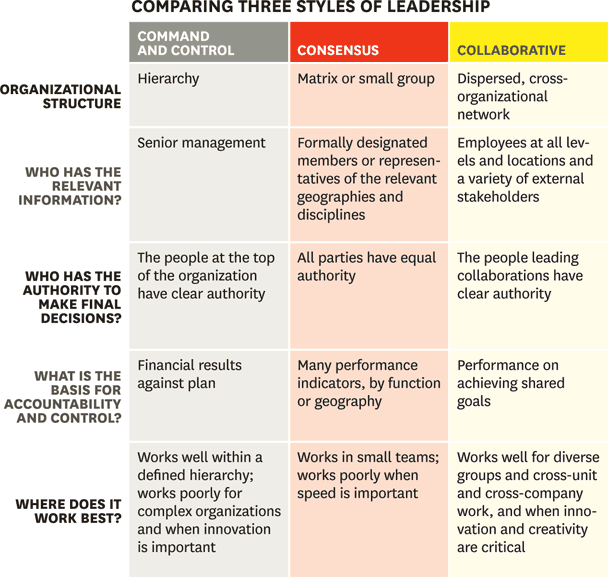 COMPARING THREE STYLES OF LEADERSHIP
COMMAND
AND CONTROL
CONSENSUS
COLLABORATIVE
ORGANIZATIONAL
STRUCTURE
Hierarchy
Matrix or small group
Dispersed, cross-
organizational
network
WHO HAS THE
RELEVANT
INFORMATION?
Senior management
Formally designated
members or represen-
tatives of the relevant
geographies and
disciplines
Employees at all lev-
els and locations and
a variety of external
stakeholders
WHO HAS THE
AUTHORITY TO
MAKE FINAL
DECISIONS?
The people at the top
of the organization
have clear authority
All parties have equal
authority
The people leading
collaborations have
clear authority
WHAT IS THE
BASIS FOR
ACCOUNTABILITY
AND CONTROL?
Financial results
against plan
Many performance
indicators, by function
or geography
Performance on
achieving shared
goals
WHERE DOES IT
WORK BEST?
Works well within a
defined hierarchy;
works poorly for
complex organizations
and when innovation
is important
Works in small teams;
works poorly when
speed is important
Works well for diverse
groups and cross-unit
and cross-company
work, and when inno-
vation and creativity
are critical